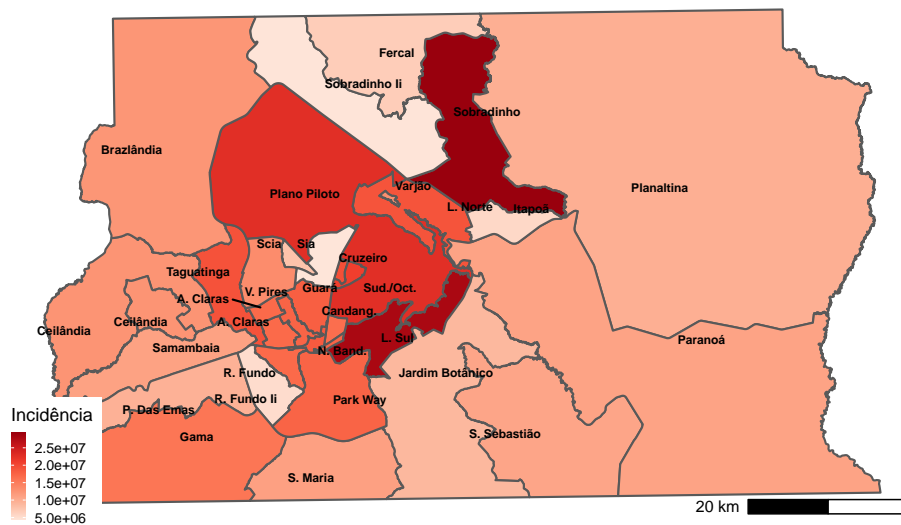 Fercal
Sobradinho Ii
Sobradinho
Brazlândia
Varjão
Planaltina
Plano Piloto
L. Norte
Itapoã
Scia
Sia
Cruzeiro
Taguatinga
V. Pires
Guará
Sud./Oct.
A. Claras
Candang.
Ceilândia
Ceilândia
A. Claras
L. Sul
Paranoá
Samambaia
N. Band.
R. Fundo
Jardim Botânico
R. Fundo Ii
Park Way
P. Das Emas
Incidência
Gama
S. Sebastião
2.5e+07
2.0e+07
1.5e+07
1.0e+07
5.0e+06
S. Maria
20 km